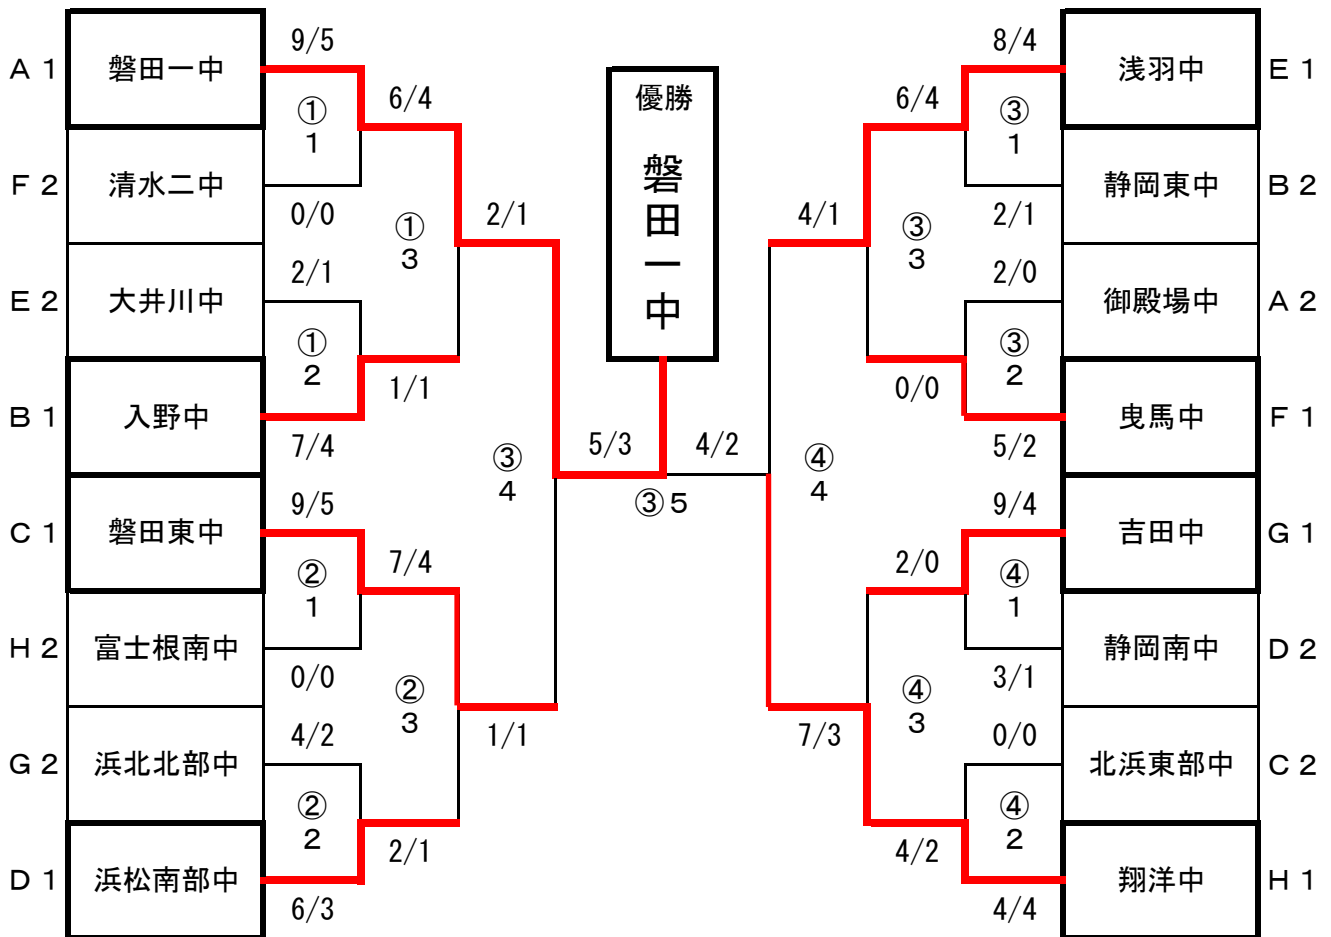 9/5
8/4
A 1
磐田一中
浅羽中
E 1
優勝
磐田一中
①
1
6/4
6/4
③
1
F 2
清水二中
静岡東中
B 2
0/0
2/1
①
3
2/1
4/1
③
3
2/1
2/0
E 2
大井川中
御殿場中
A 2
①
2
③
2
1/1
0/0
B 1
入野中
曳馬中
F 1
7/4
5/2
③
4
5/3
4/2
④
4
③5
9/5
9/4
C 1
磐田東中
吉田中
G 1
②
1
7/4
2/0
④
1
H 2
富士根南中
静岡南中
D 2
0/0
3/1
②
3
④
3
4/2
1/1
7/3
0/0
G 2
浜北北部中
北浜東部中
C 2
②
2
④
2
2/1
4/2
D 1
浜松南部中
翔洋中
H 1
6/3
4/4